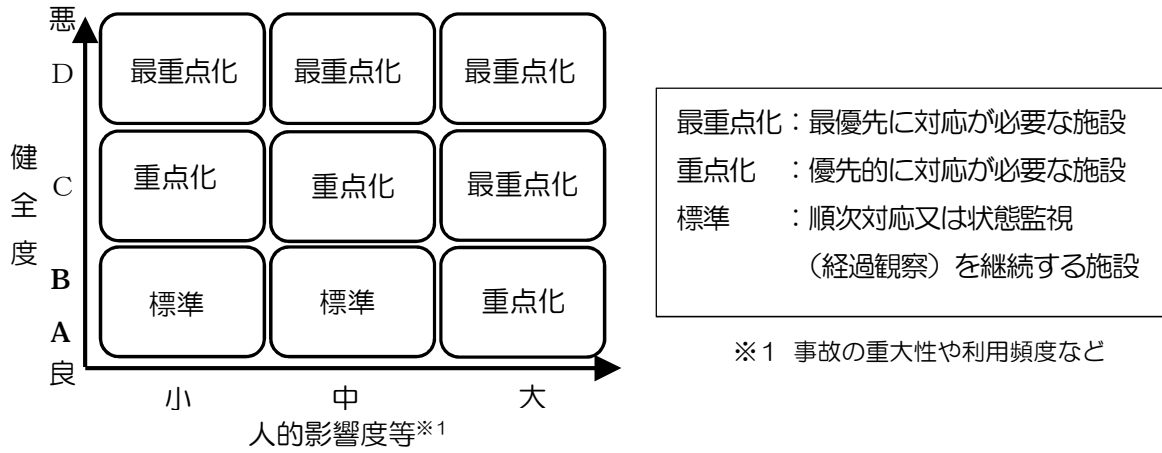 悪
D
最重点化
最重点化
最重点化
健全度
C
重点化
重点化
最重点化
B
A
標準
標準
重点化
良
小
中
大
人的影響度等※1
最重点化：最優先に対応が必要な施設
重点化　：優先的に対応が必要な施設
標準　　：順次対応又は状態監視
（経過観察）を継続する施設
※1　事故の重大性や利用頻度など